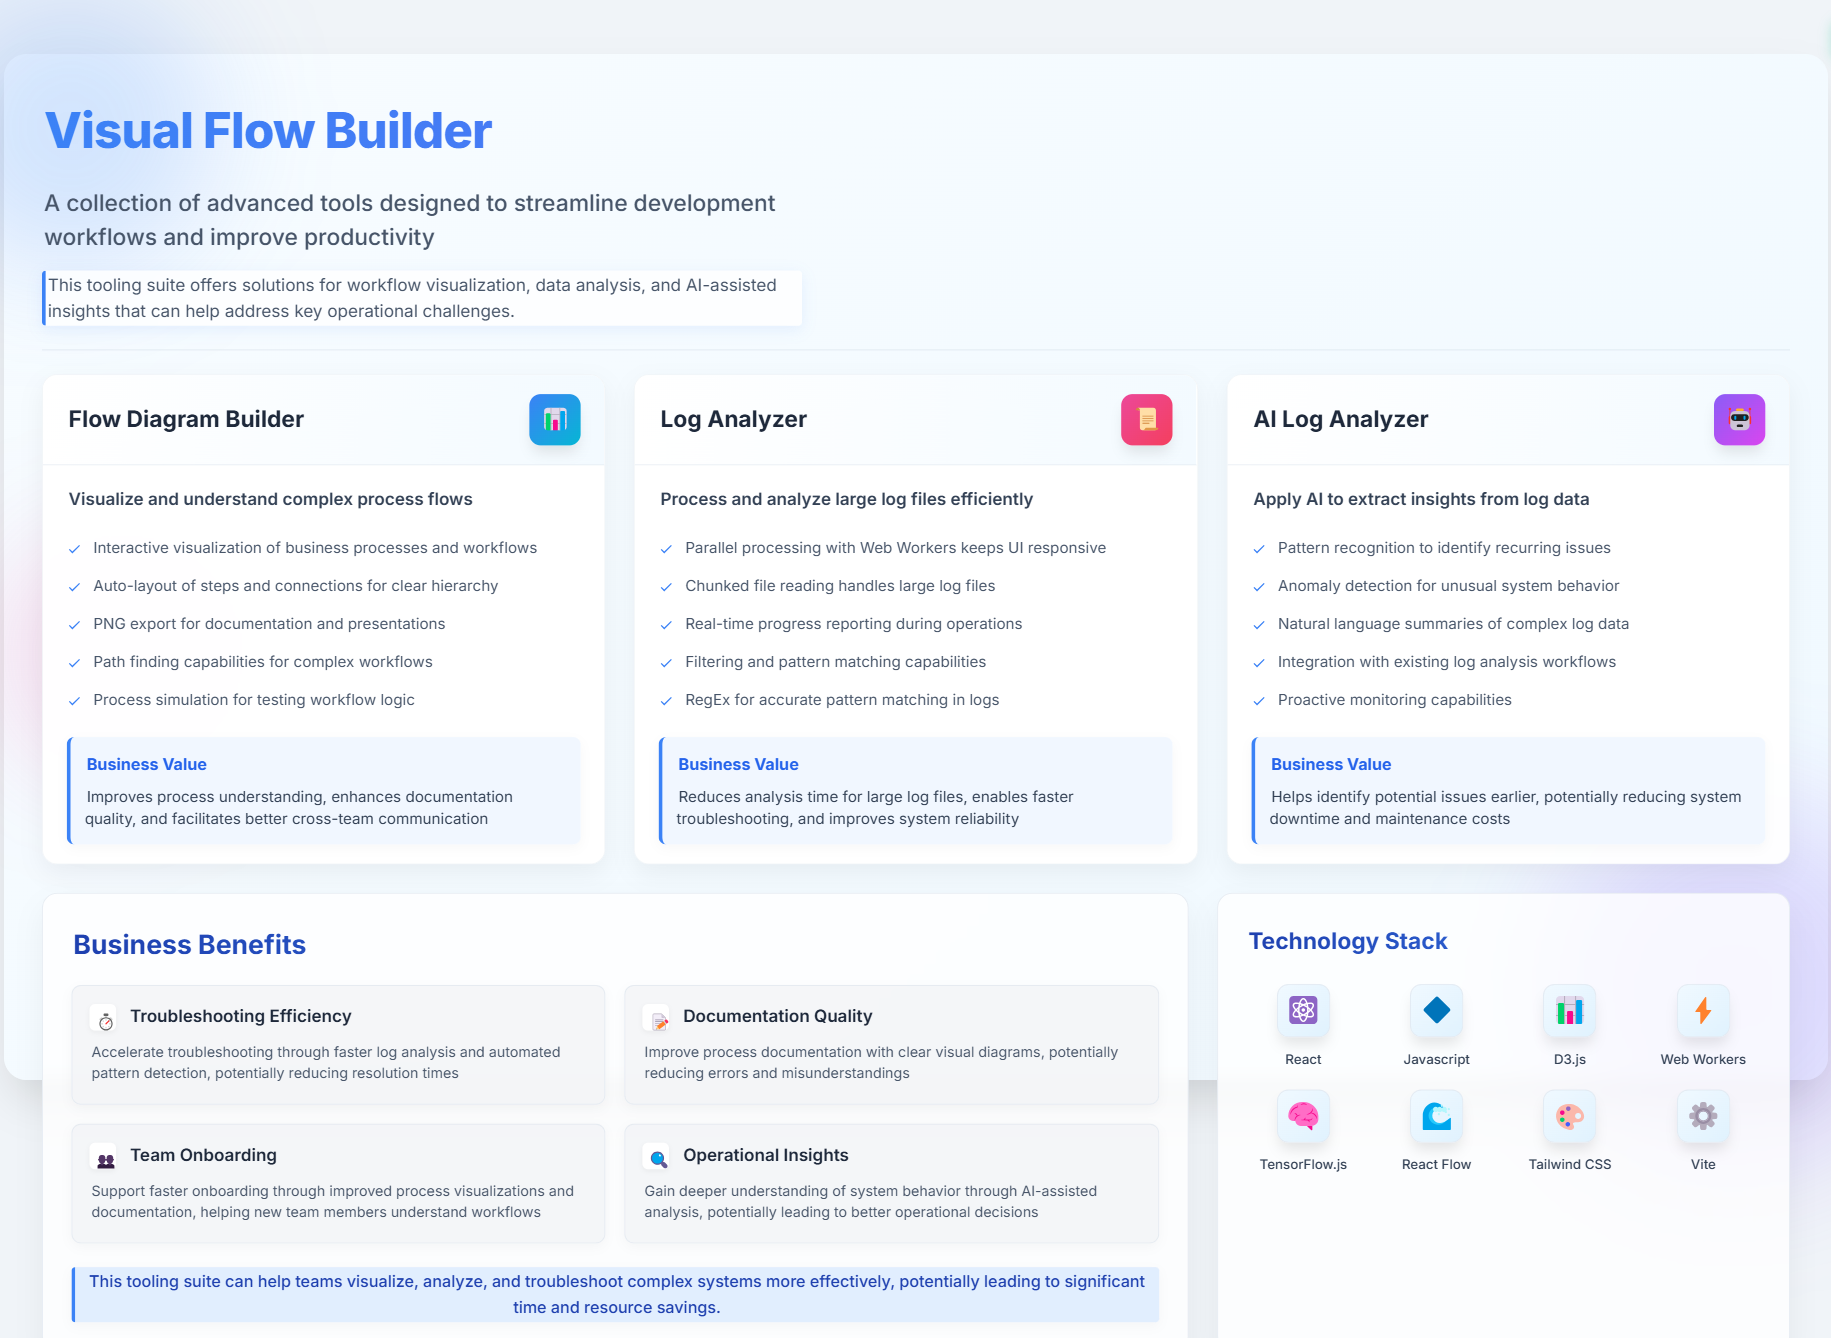 Visual Flow Builder
A collection of advanced tools designed to streamline development
workflows and improve productivity
This tooling suite offers solutions for workflow visualization, data analysis, and AI-assisted
insights that can help address key operational challenges.
Flow Diagram Builder
Visualize and understand complex process flows
Interactive visualization of business processes and workflows
Auto-layout of steps and connections for clear hierarchy
PNG export for documentation and presentations
Path finding capabilities for complex workflows
Process simulation for testing workflow logic
Business Value
Improves process understanding, enhances documentation
quality, and facilitates better cross-team communication
Log Analyzer
Process and analyze large log files efficiently
Parallel processing with Web Workers keeps UI responsive
Chunked file reading handles large log files
Real-time progress reporting during operations
Filtering and pattern matching capabilities
RegEx for accurate pattern matching in logs
Business Value
Reduces analysis time for large log files, enables faster
troubleshooting, and improves system reliability
AI Log Analyzer
Apply AI to extract insights from log data
Pattern recognition to identify recurring issues
Anomaly detection for unusual system behavior
Natural language summaries of complex log data
Integration with existing log analysis workflows
Proactive monitoring capabilities
Business Value
Helps identify potential issues earlier, potentially reducing system
downtime and maintenance costs
Business Benefits
Troubleshooting Efficiency
Accelerate troubleshooting through faster log analysis and automated
pattern detection, potentially reducing resolution times
Documentation Quality
Improve process documentation with clear visual diagrams, potentially
reducing errors and misunderstandings
Team Onboarding
Support faster onboarding through improved process visualizations and
documentation, helping new team members understand workflows
Operational Insights
Gain deeper understanding of system behavior through AI-assisted
analysis, potentially leading to better operational decisions
This tooling suite can help teams visualize, analyze, and troubleshoot complex systems more effectively, potentially leading to significant
time and resource savings.
Technology Stack
React
Javascript
D3.js
Web Workers
TensorFlow.js
React Flow
Tailwind CSS
Vite